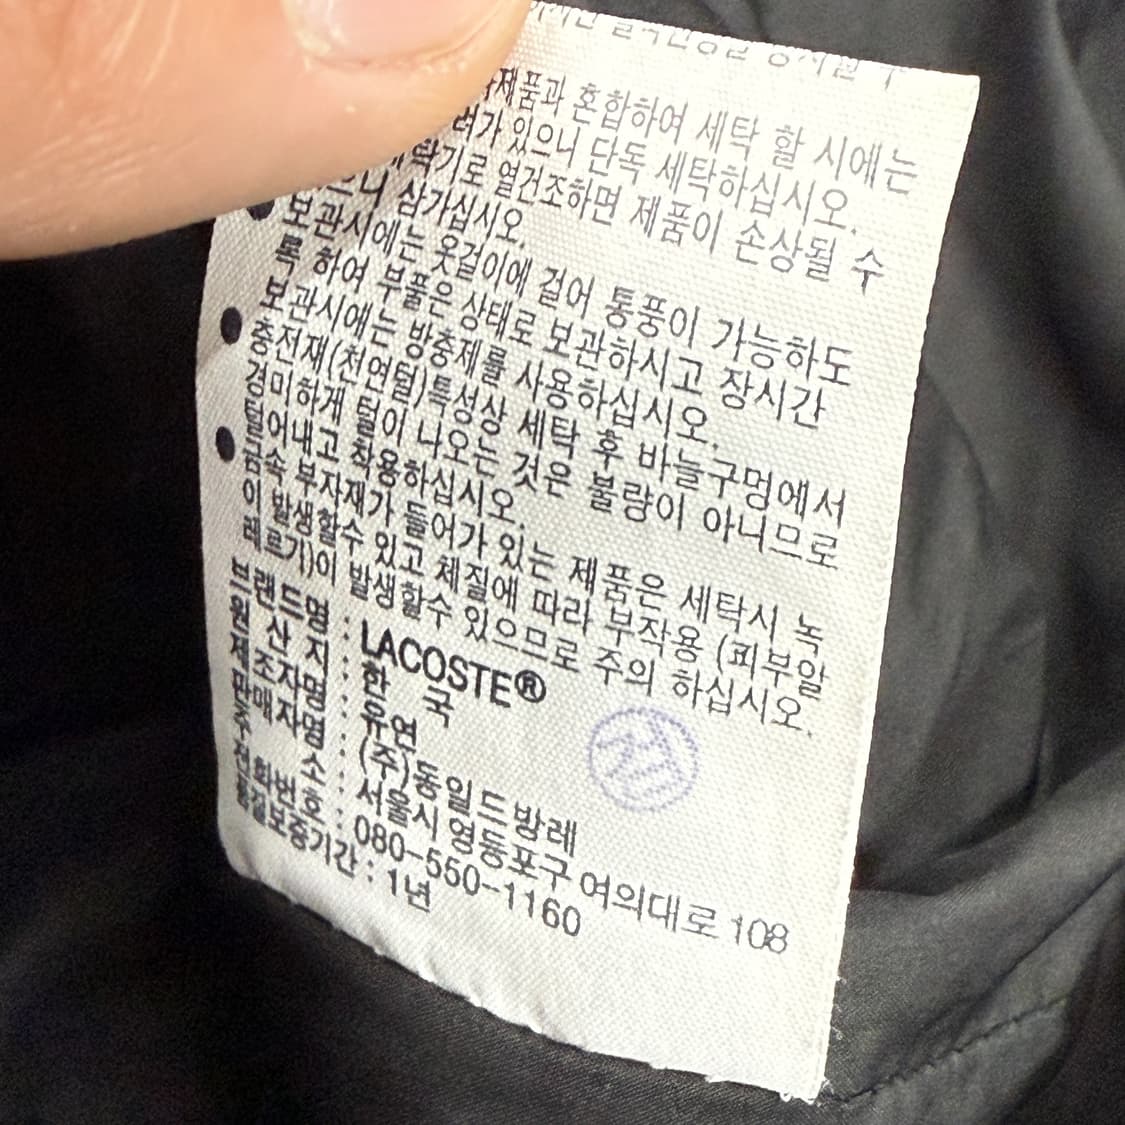 제품과 혼합하여 세탁 할 시에는
려가 있으니 단독 세탁하십시오.
탁기로 열건조하면 제품이 손상될 수
으니 삼가십시오.
보관시에는 옷걸이에 걸어 통풍이 가능하도
록 하여 부풀은 상태로 보관하시고 장시간
보관시에는 방충제를 사용하십시오.
충전재(천연털)특성상 세탁 후 바늘구멍에서
경미하게 털이 나오는 것은 불량이 아니므로
털어내고 착용하십시오.
금속 부자재가 들어가 있는 제품은 세탁시 녹
이 발생할수 있고 체질에 따라 부작용 (피부알
레르기)이 발생할수 있으므로 주의 하십시오.
브랜드명 : LACOSTE®
원 산 지 : 한 국
제조자명 : 유연
판매자명 : (주)동일드방레
주 소 : 서울시 영등포구 여의대로 108
전화번호 : 080-550-1160
품질보증기간 : 1년
검